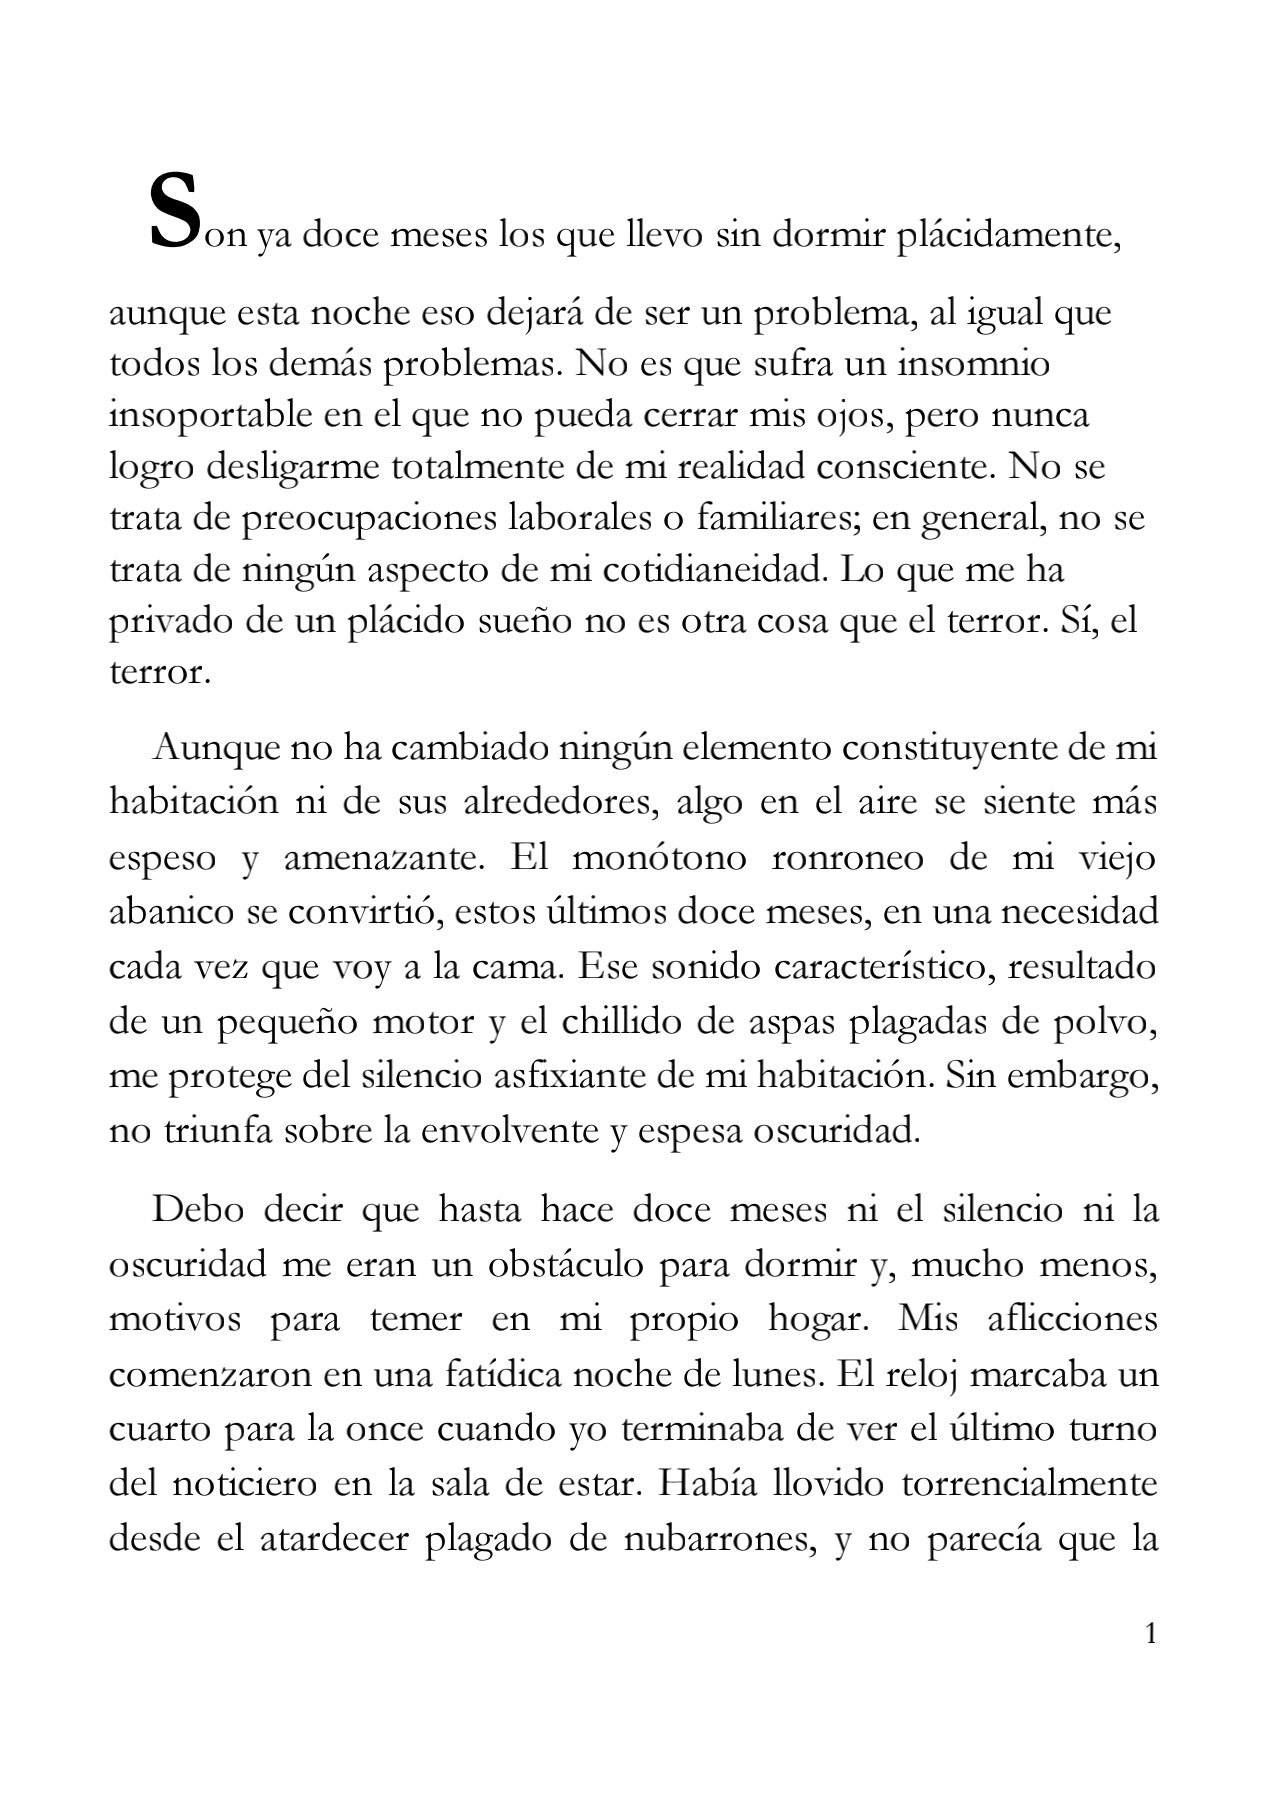 Son ya doce meses los que llevo sin dormir plácidamente,
aunque esta noche eso dejará de ser un problema, al igual que
todos los demás problemas. No es que sufra un insomnio
insoportable en el que no pueda cerrar mis ojos, pero nunca
logro desligarme totalmente de mi realidad consciente. No se
trata de preocupaciones laborales o familiares; en general, no se
trata de ningún aspecto de mi cotidianeidad. Lo que me ha
privado de un plácido sueño no es otra cosa que el terror. Sí, el
terror.
Aunque no ha cambiado ningún elemento constituyente de mi
habitación ni de sus alrededores, algo en el aire se siente más
espeso y amenazante. El monótono ronroneo de mi viejo
abanico se convirtió, estos últimos doce meses, en una necesidad
cada vez que voy a la cama. Ese sonido característico, resultado
de un pequeño motor y el chillido de aspas plagadas de polvo,
me protege del silencio asfixiante de mi habitación. Sin embargo,
no triunfa sobre la envolvente y espesa oscuridad.
Debo decir que hasta hace doce meses ni el silencio ni la
oscuridad me eran un obstáculo para dormir y, mucho menos,
motivos para temer en mi propio hogar. Mis aflicciones
comenzaron en una fatídica noche de lunes. El reloj marcaba un
cuarto para la once cuando yo terminaba de ver el último turno
del noticiero en la sala de estar. Había llovido torrencialmente
desde el atardecer plagado de nubarrones, y no parecía que la
1